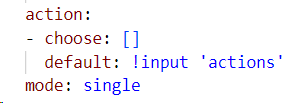 action:
- choose: []
  default: !input 'actions'
mode: single